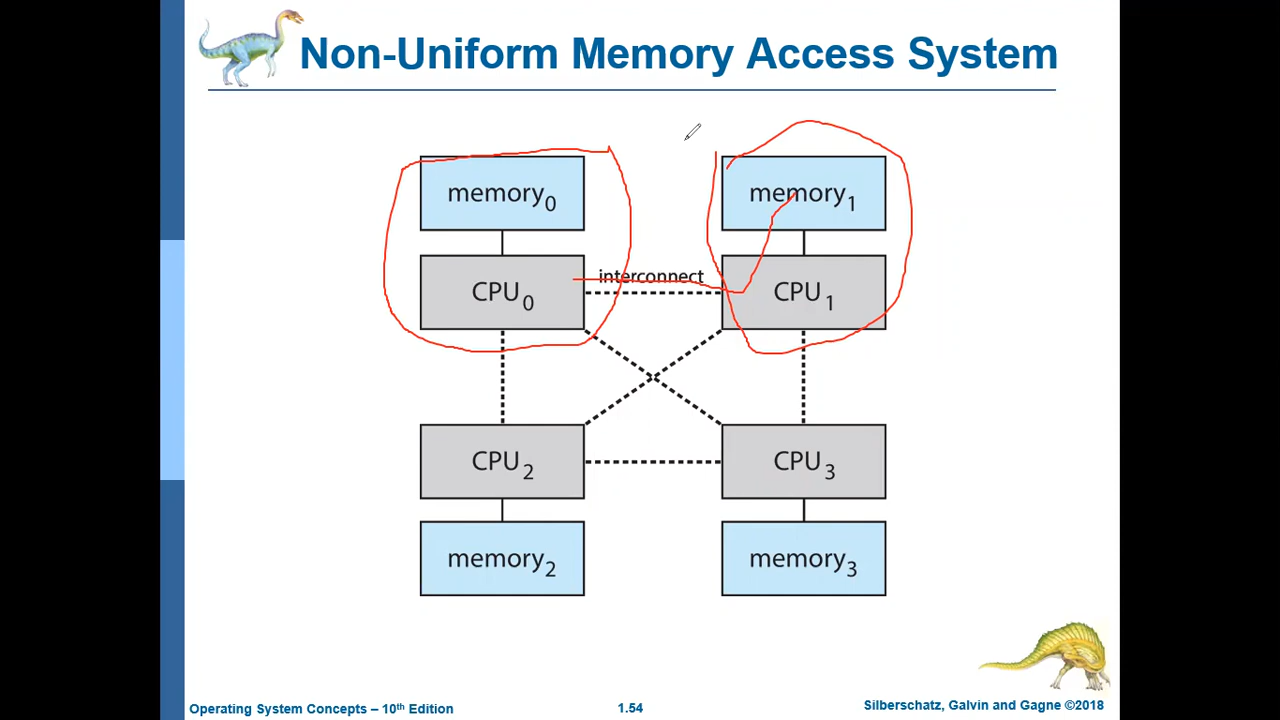 Non-Uniform Memory Access System
memory0 memory1
interconnect
CPU0 CPU1
CPU2 CPU3
memory2 memory3
Operating System Concepts – 10th Edition 1.54 Silberschatz, Galvin and Gagne ©2018